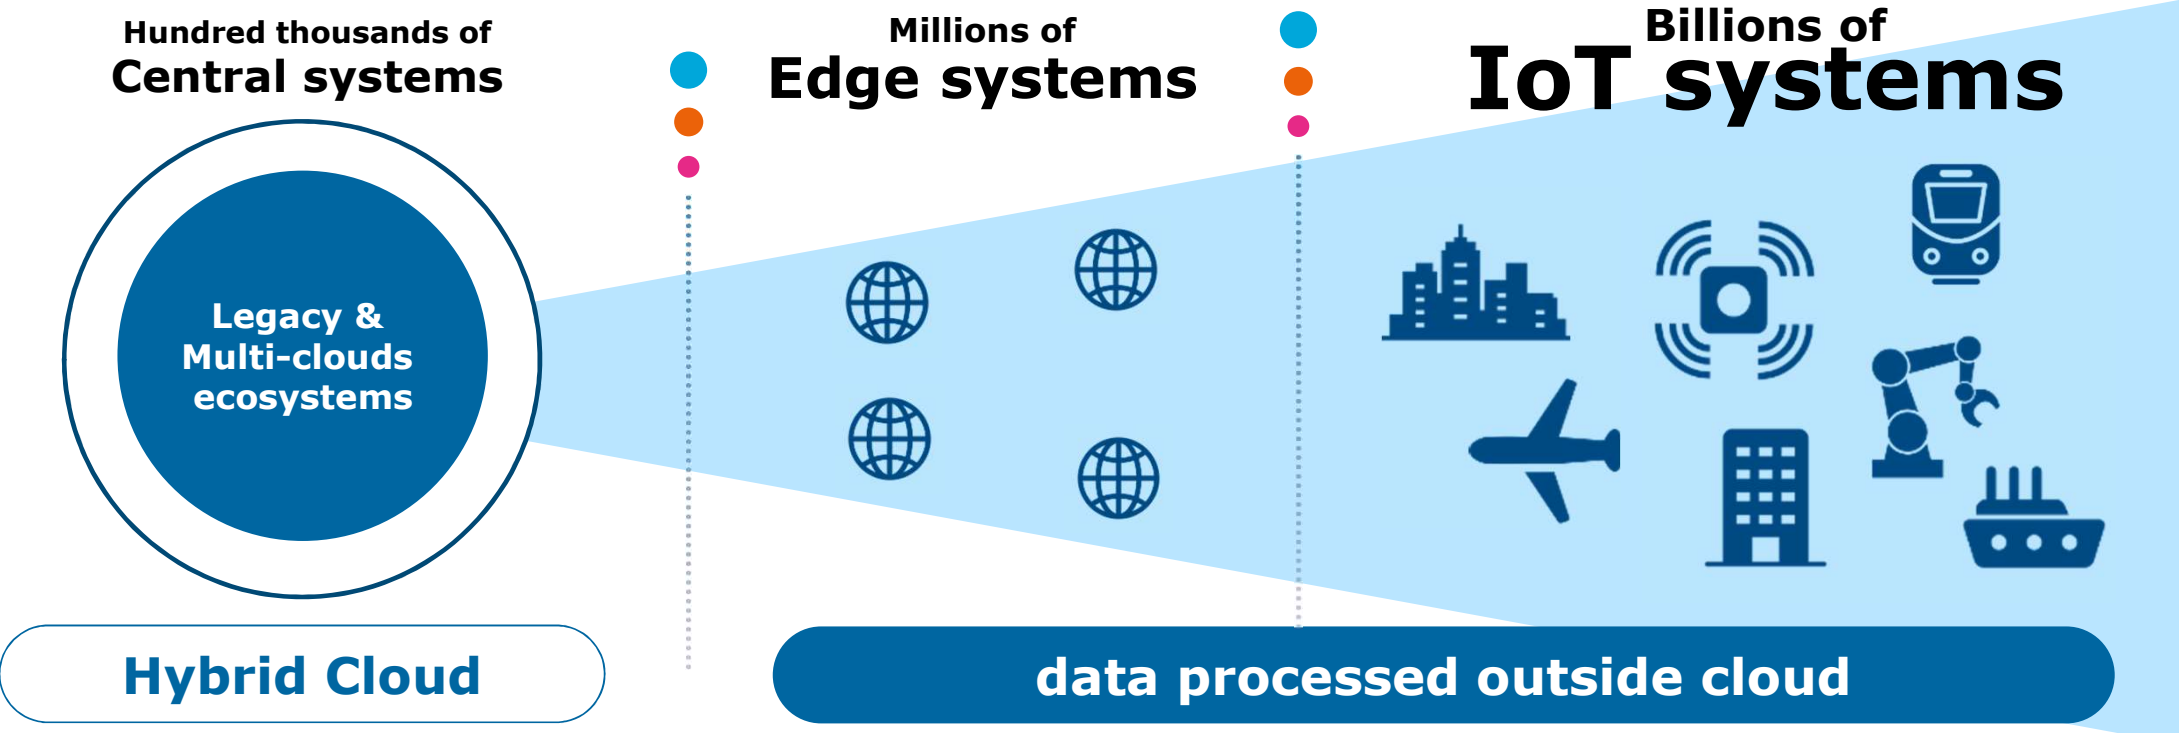 Hundred thousands of
Central systems
Millions of
Edge systems
Billions of
IoT systems
Legacy &
Multi-clouds
ecosystems
Hybrid Cloud
data processed outside cloud